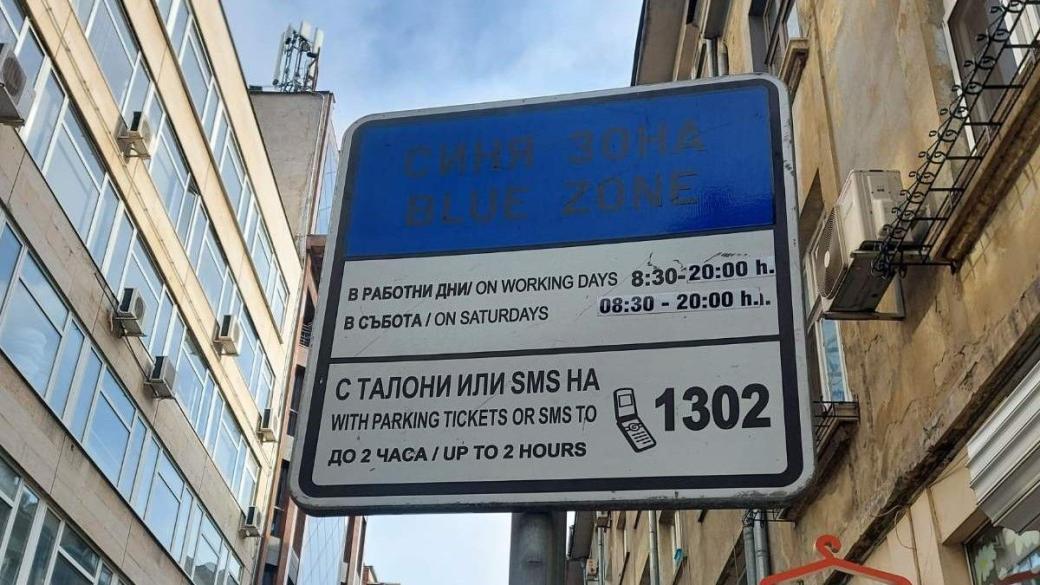 СИНЯ ЗОНА
BLUE ZONE
В РАБОТНИ ДНИ/ ON WORKING DAYS 8:30-20:00 h.
В СЪБОТА / ON SATURDAYS 08:30 - 20:00 h.).
С ТАЛОНИ ИЛИ SMS НА
WITH PARKING TICKETS OR SMS TO 1302
ДО 2 ЧАСА / UP TO 2 HOURS